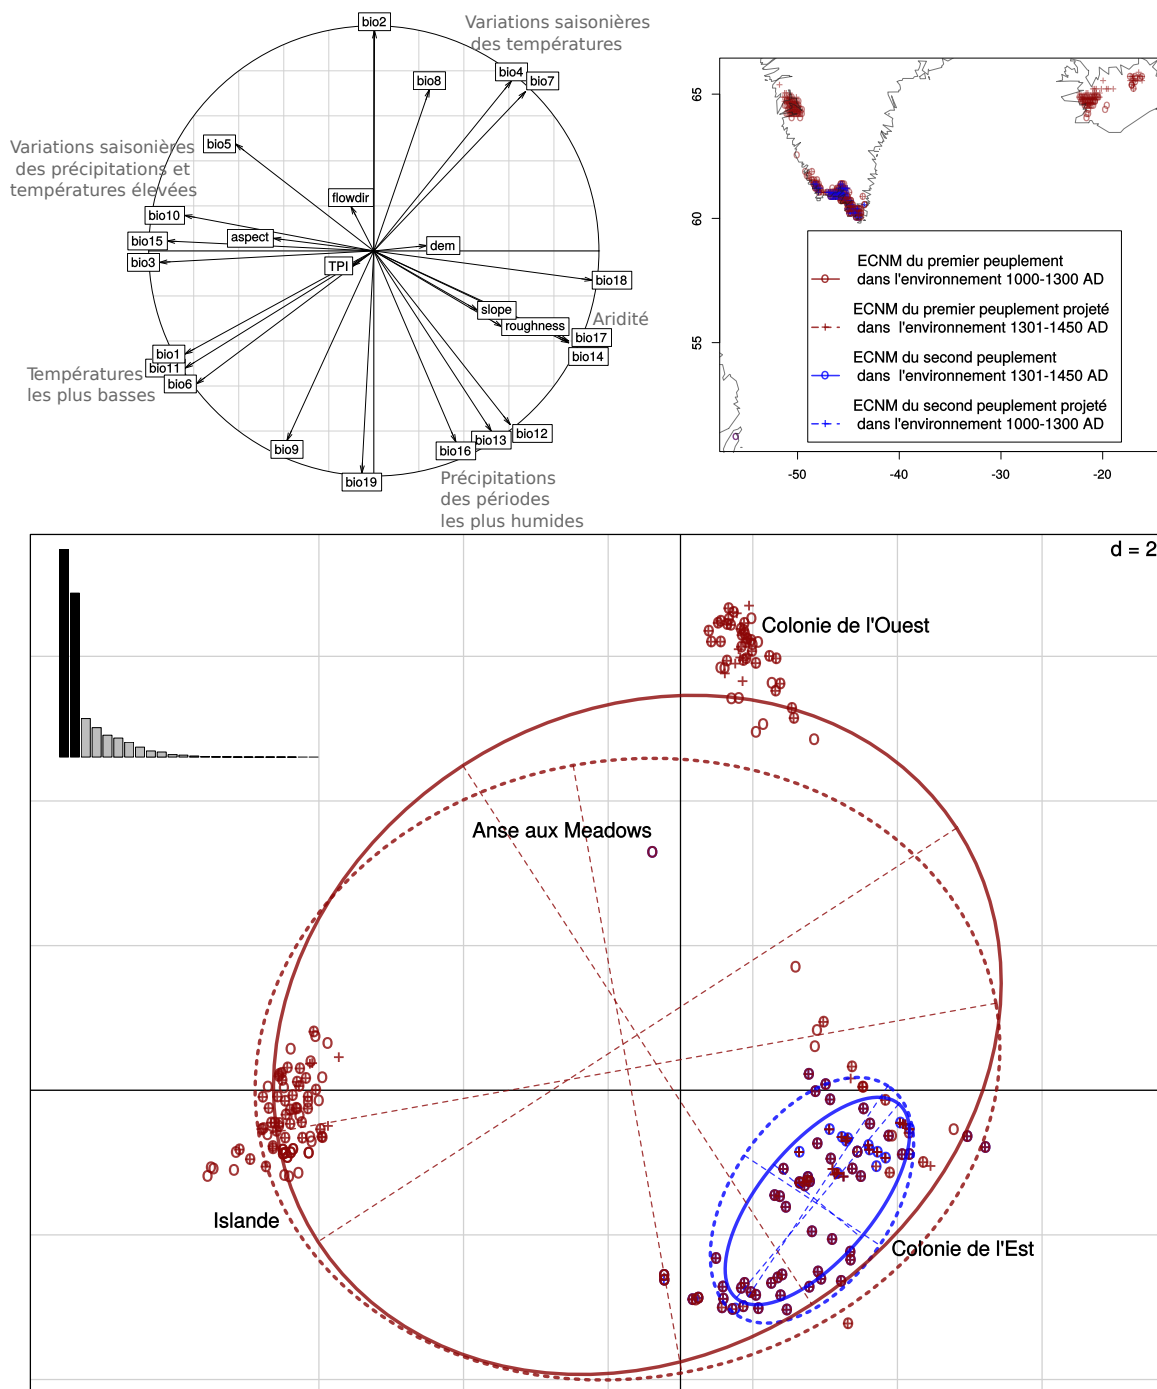 bio2
Variations saisonières
des températures
bio8
bio4
bio7
bio5
Variations saisonières
des précipitations et
températures élevées
flowdir
bio10
aspect
bio15
dem
bio3
TPI
bio18
slope
roughness
Aridité
bio17
bio14
bio1
bio11
bio6
Températures
les plus basses
bio9
bio12
bio13
bio16
bio19
Précipitations
des périodes
les plus humides
65
60
55
-50
-40
-30
-20
ECNM du premier peuplement
dans l'environnement 1000-1300 AD
ECNM du premier peuplement projeté
dans l'environnement 1301-1450 AD
ECNM du second peuplement
dans l'environnement 1301-1450 AD
ECNM du second peuplement projeté
dans l'environnement 1000-1300 AD
d = 2
Colonie de l'Ouest
Anse aux Meadows
Islande
Colonie de l'Est